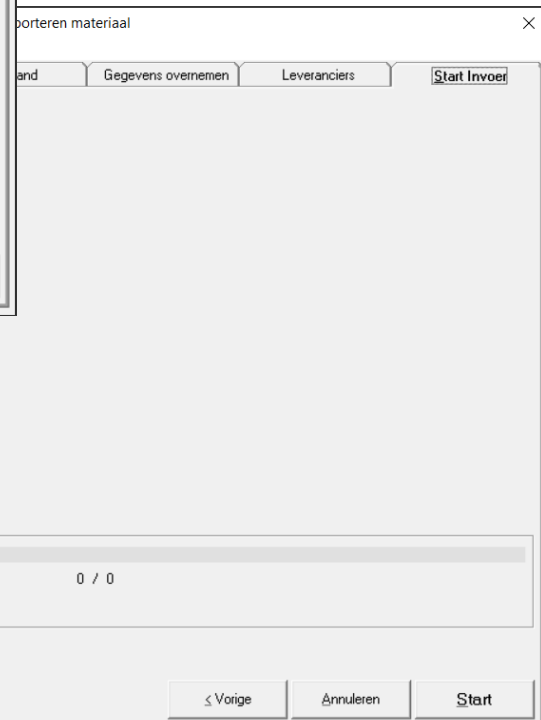 porteren materiaal
and Gegevens overnemen Leveranciers Start Invoer
0 / 0
< Vorige Annuleren Start